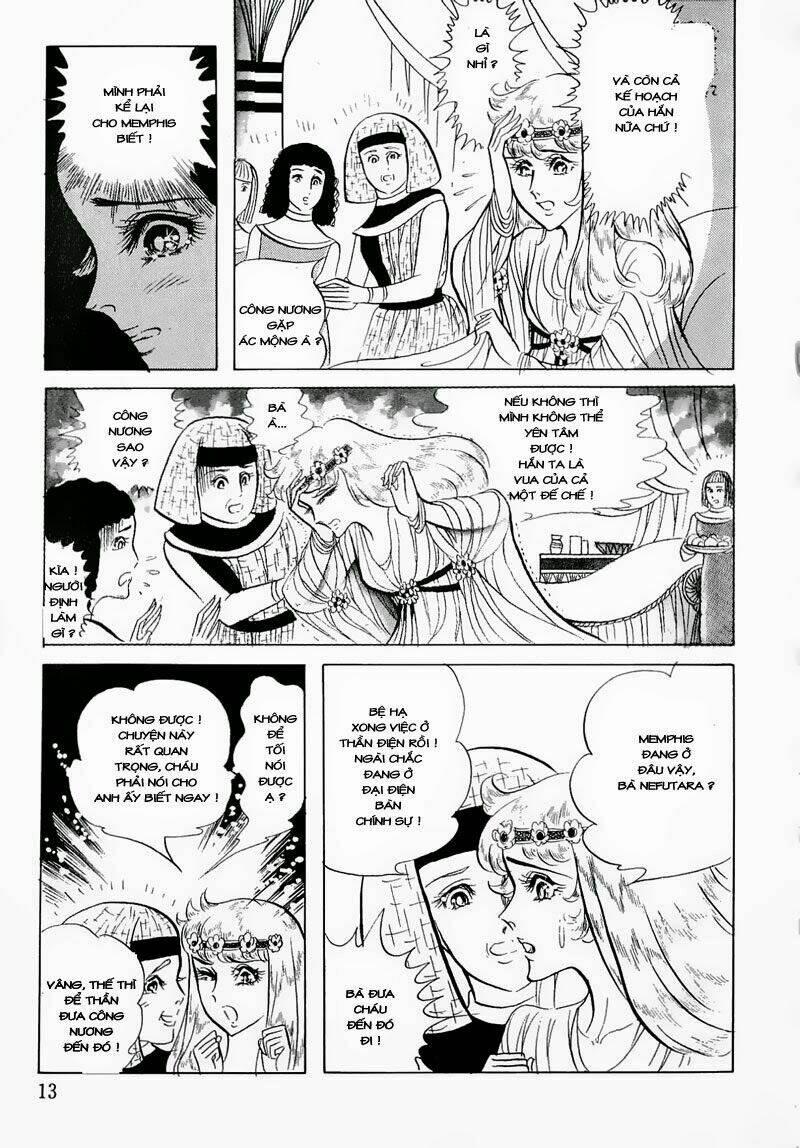 VÀ CÒN CẢ
KẾ HOẠCH
CỦA HẮN
NỮA CHỨ !
LÀ
GÌ
NHỈ ?
CÔNG NƯƠNG
GẶP
ÁC MỘNG À ?
MÌNH PHẢI
KỂ LẠI
CHO MEMPHIS
BIẾT !
NẾU KHÔNG THÌ
MÌNH KHÔNG THỂ
YÊN TÂM
ĐƯỢC !
HẮN TA LÀ
VUA CỦA CẢ
MỘT ĐẾ CHẾ !
BÀ
À...
CÔNG
NƯƠNG
SAO
VẬY ?
KÌA !
NGƯỜI
ĐỊNH
LÀM
GÌ ?
MEMPHIS
ĐANG Ở
ĐÂU VẬY,
BÀ NEFUTARA ?
BỆ HẠ
XONG VIỆC Ở
THẦN ĐIỆN RỒI !
NGÀI CHẮC
ĐANG Ở
ĐẠI ĐIỆN
BÀN
CHÍNH SỰ !
BÀ ĐƯA
CHÁU
ĐẾN ĐÓ
ĐI !
KHÔNG
ĐỂ
TỐI
NÓI
ĐƯỢC
Ạ ?
KHÔNG ĐƯỢC !
CHUYỆN NÀY
RẤT QUAN
TRỌNG, CHÁU
PHẢI NÓI CHO
ANH ẤY BIẾT NGAY !
VÂNG, THẾ THÌ
ĐỂ THẦN
ĐƯA CÔNG
NƯƠNG
ĐẾN ĐÓ !
13